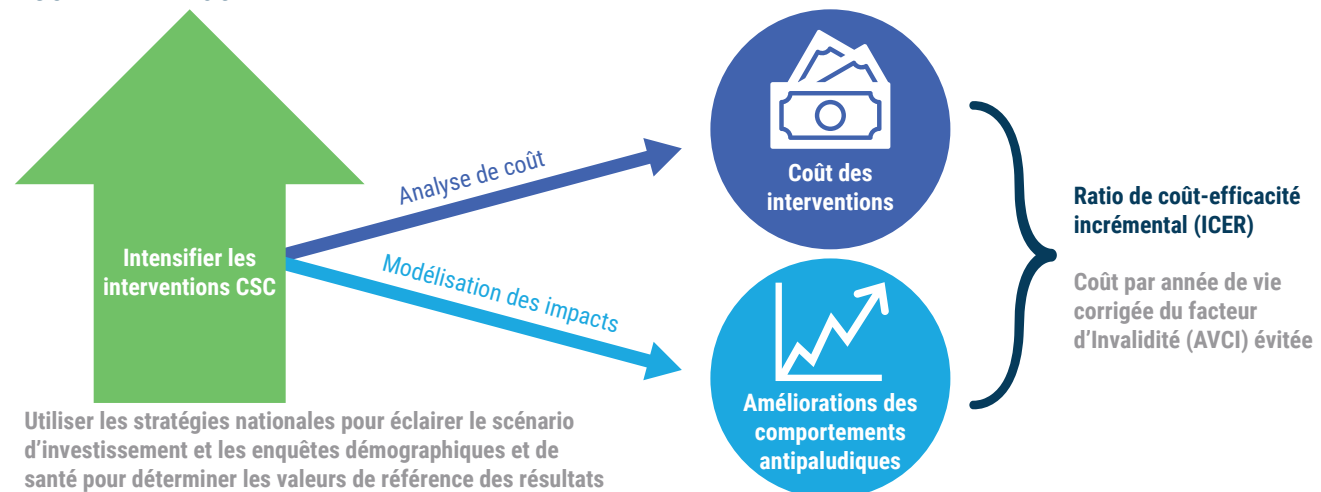 Intensifier les
interventions CSC
Analyse de coût
Modélisation des impacts
Coût des
interventions
Améliorations des
comportements
antipaludiques
Ratio de coût-efficacité
incrémental (ICER)
Coût par année de vie
corrigée du facteur
d’Invalidité (AVCI) évitée
Utiliser les stratégies nationales pour éclairer le scénario
d’investissement et les enquêtes démographiques et de
santé pour déterminer les valeurs de référence des résultats